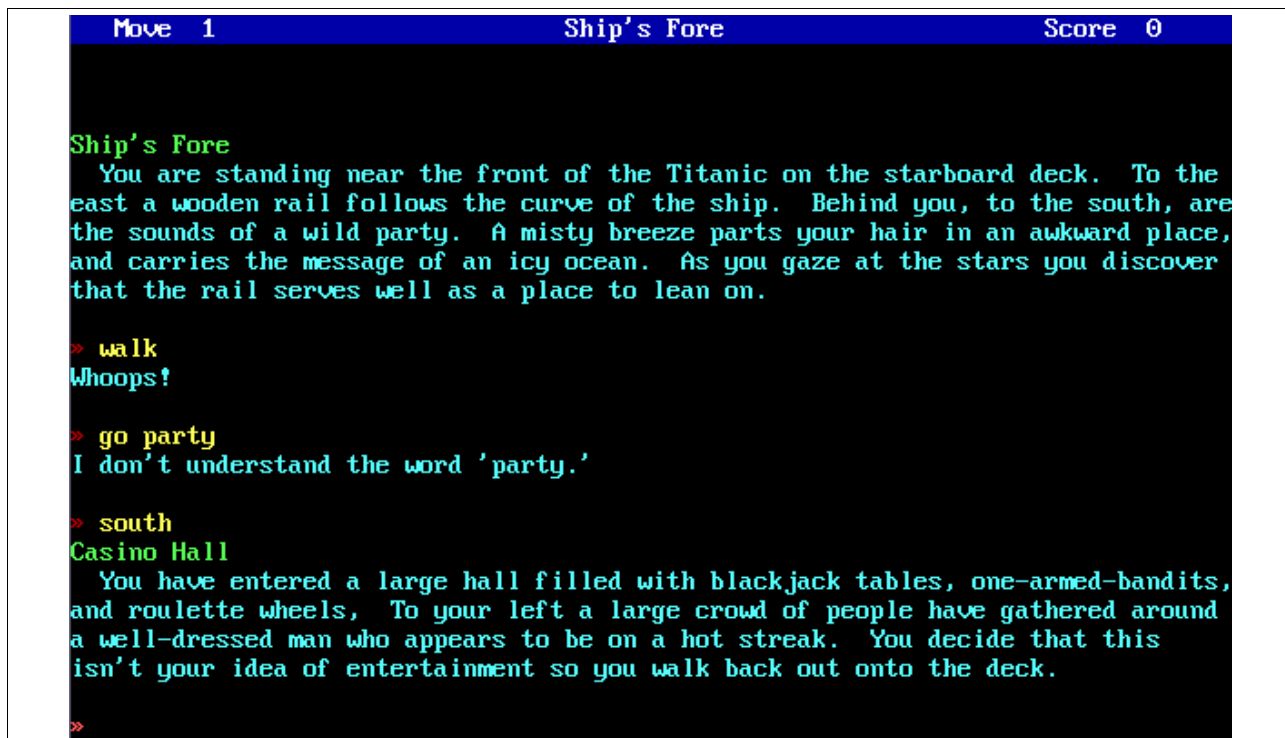 Move 1 Ship's Fore Score 0
Ship's Fore
You are standing near the front of the Titanic on the starboard deck. To the
east a wooden rail follows the curve of the ship. Behind you, to the south, are
the sounds of a wild party. A misty breeze parts your hair in an awkward place,
and carries the message of an icy ocean. As you gaze at the stars you discover
that the rail serves well as a place to lean on.
» walk
Whoops!
» go party
I don't understand the word 'party.'
» south
Casino Hall
You have entered a large hall filled with blackjack tables, one-armed-bandits,
and roulette wheels, To your left a large crowd of people have gathered around
a well-dressed man who appears to be on a hot streak. You decide that this
isn't your idea of entertainment so you walk back out onto the deck.
»